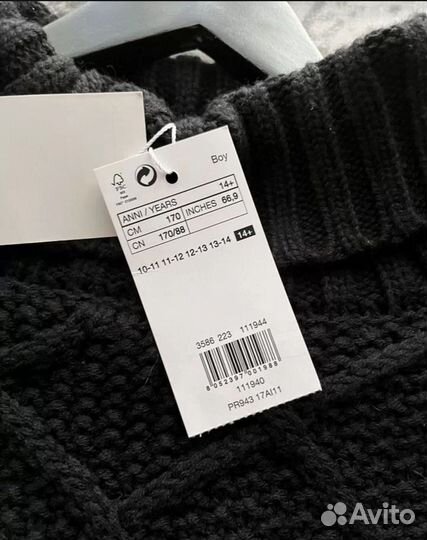 Boy
FSC
ANNI / YEARS 14+
CM 170 INCHES 66,9
CN 170/88
10-11 11-12 12-13 13-14 14+
3586 223 111944
8 052397 001988
111940
PR943 17AI11
Avito